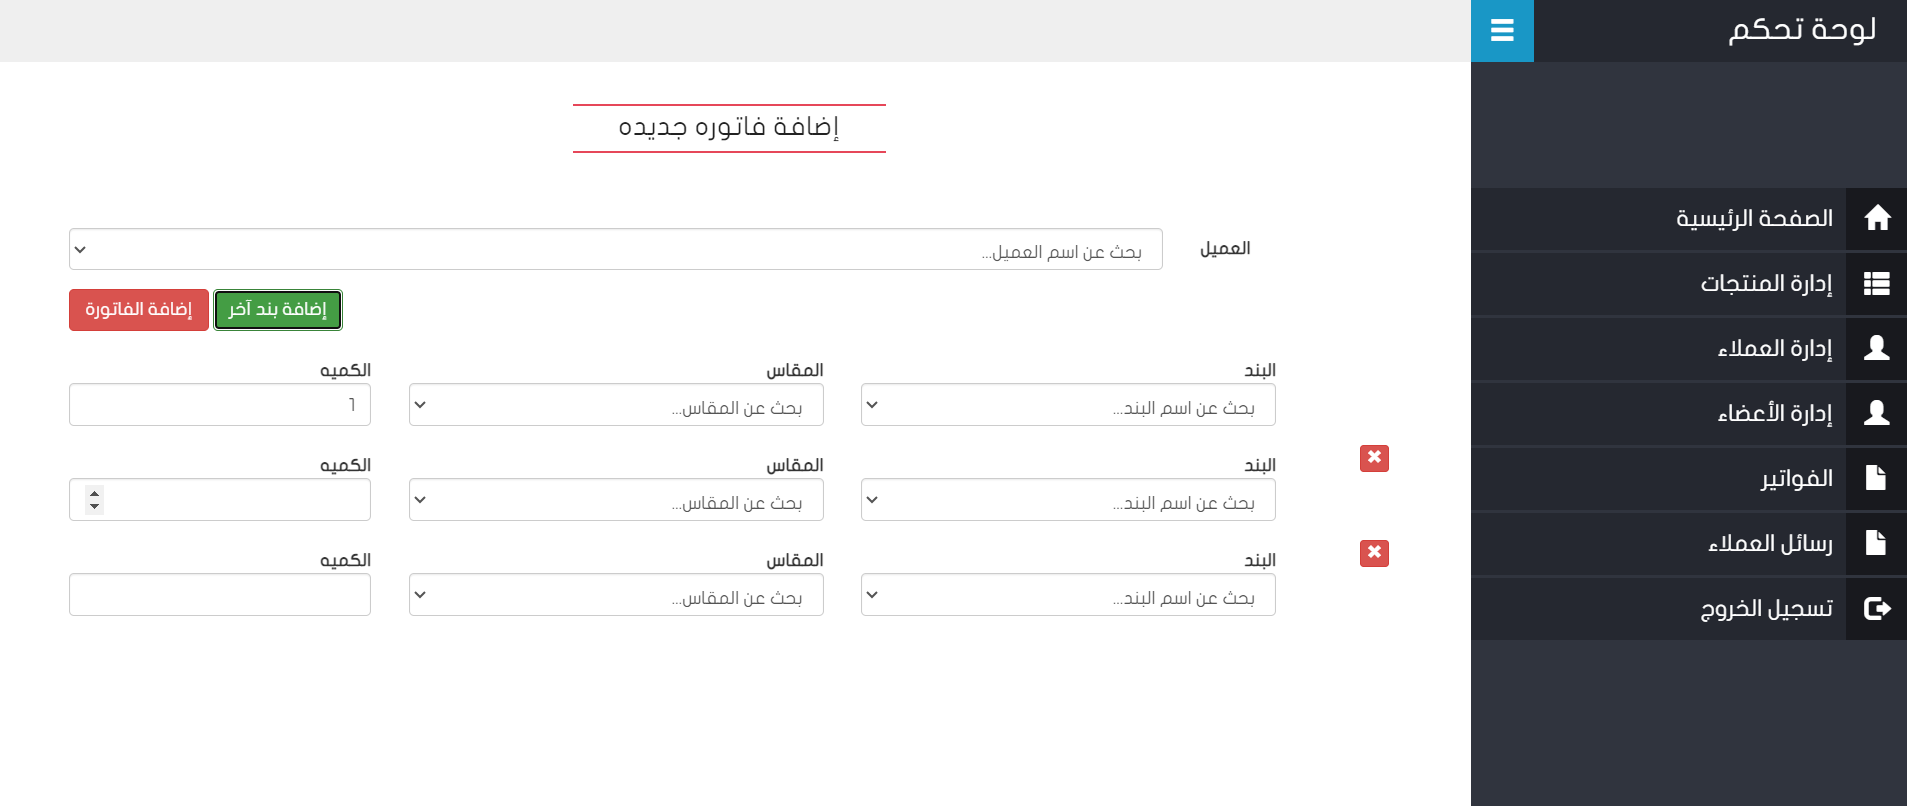 لوحة تحكم
الصفحة الرئيسية
إدارة المنتجات
إدارة العملاء
إدارة الأعضاء
الفواتير
رسائل العملاء
تسجيل الخروج
إضافة فاتوره جديده
العميل
بحث عن اسم العميل...
إضافة بند آخر
إضافة الفاتورة
البند المقاس الكميه
بحث عن اسم البند... بحث عن المقاس... 1
البند المقاس الكميه
بحث عن اسم البند... بحث عن المقاس...
البند المقاس الكميه
بحث عن اسم البند... بحث عن المقاس...